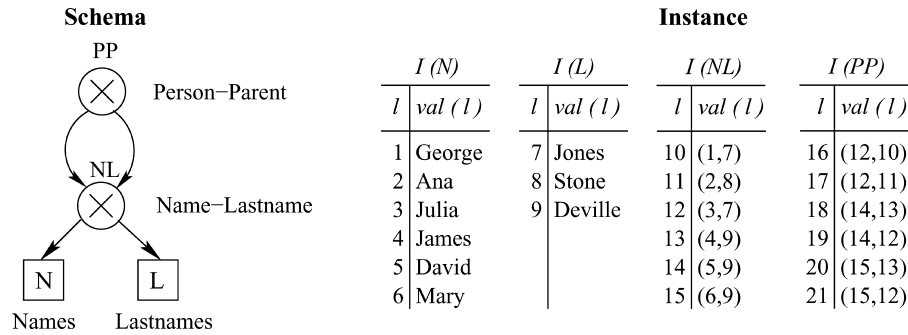 Schema
PP
Person−Parent
NL
Name−Lastname
N
L
Names
Lastnames
Instance
I (N)
l val ( l )
1 George
2 Ana
3 Julia
4 James
5 David
6 Mary
I (L)
l val ( l )
7 Jones
8 Stone
9 Deville
I (NL)
l val ( l )
10 (1,7)
11 (2,8)
12 (3,7)
13 (4,9)
14 (5,9)
15 (6,9)
I (PP)
l val ( l )
16 (12,10)
17 (12,11)
18 (14,13)
19 (14,12)
20 (15,13)
21 (15,12)